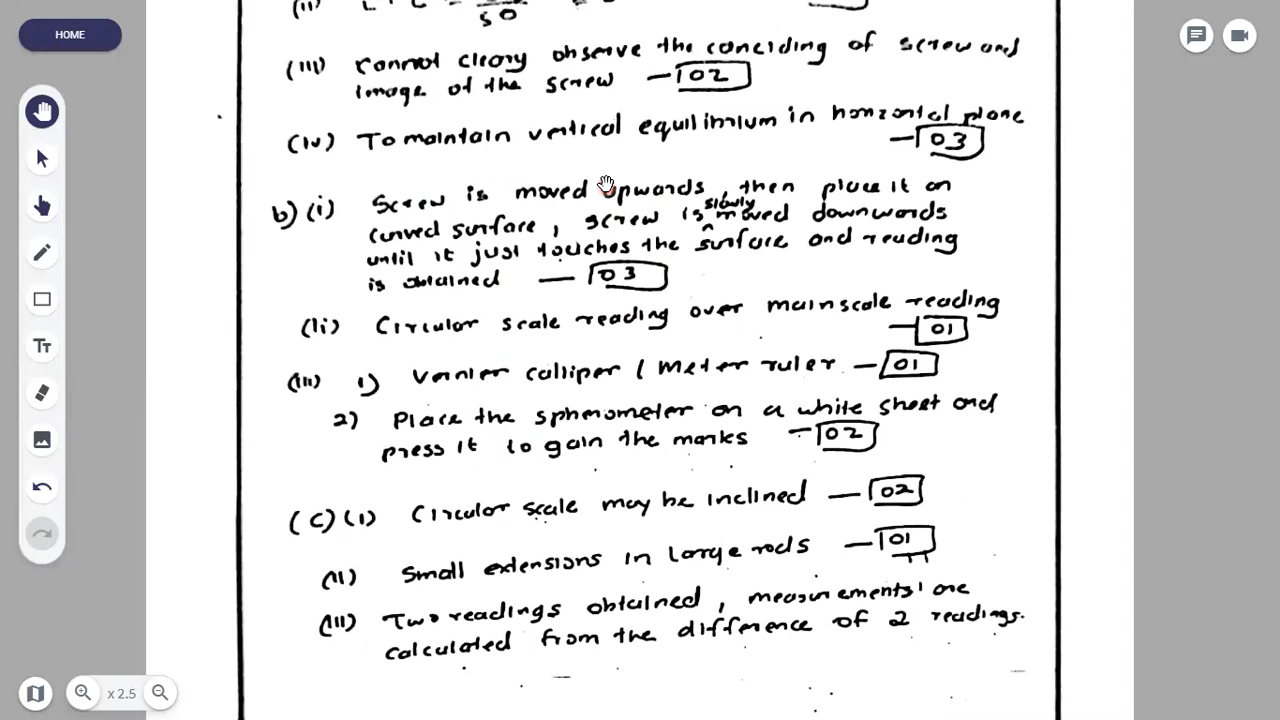 HOME
(ii)
50
(iii) cannot cleary observe the conciding of screw and
image of the screw — 02
(iv) To maintain vertical equilibrium in horizontal plane
— 03
b) (i) Screw is moved upwards, then place it on
curved surface, screw is slowly moved downwards
until it just touches the surface and reading
is obtained — 03
(ii) Circular scale reading over mainscale reading
— 01
(iii) 1) Vernier calliper / Meter ruler — 01
2) Place the spherometer on a white sheet and
press it to gain the marks — 02
(C) (i) Circular scale may be inclined — 02
(ii) Small extensions in large rods — 01
(iii) Two readings obtained, measurements are
calculated from the difference of 2 readings.
Tт
x 2.5